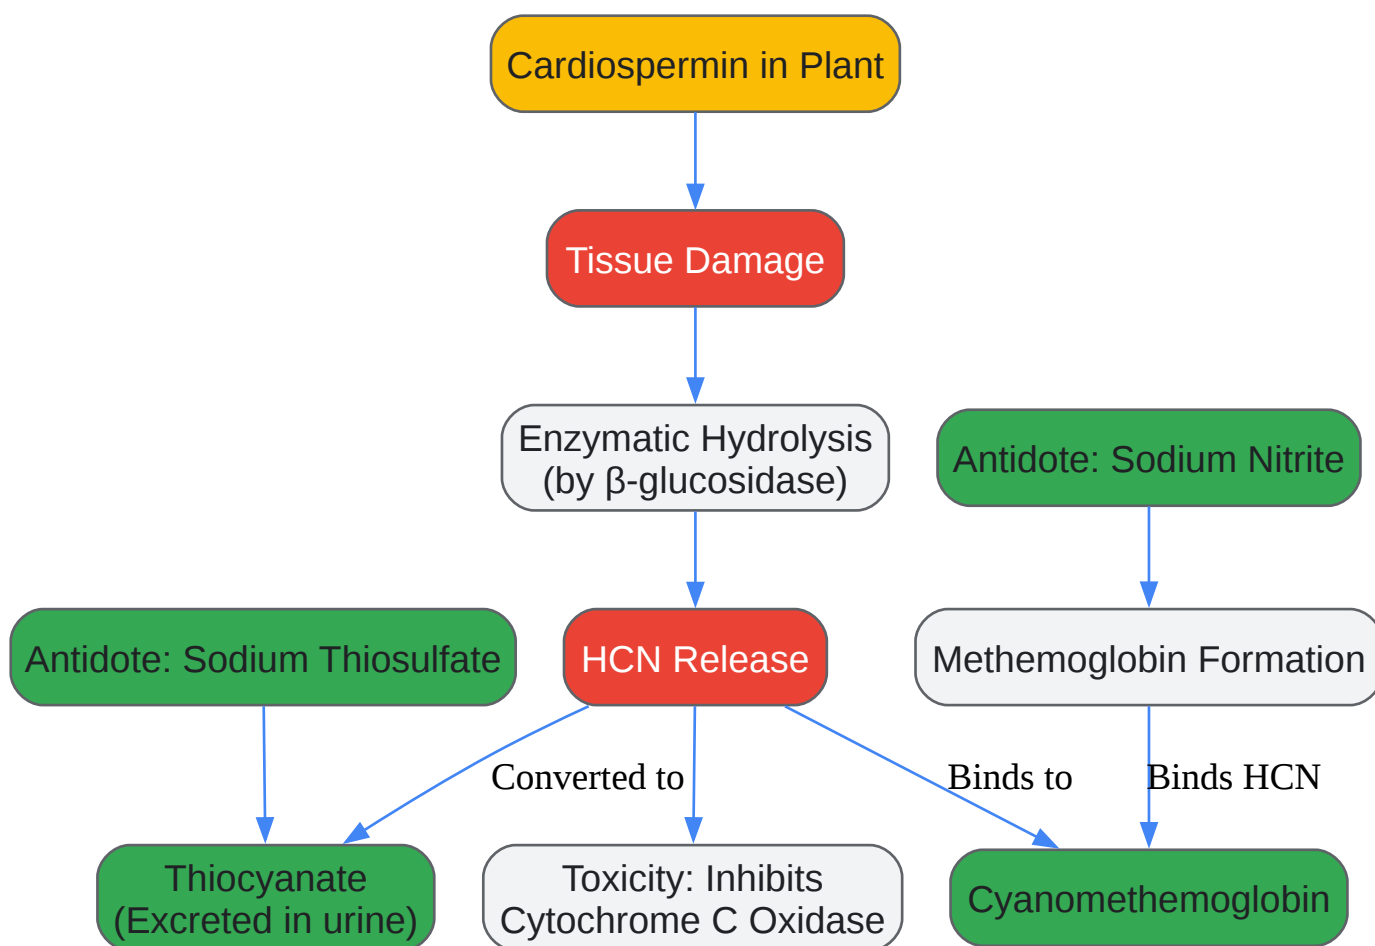 Cardiospermin in Plant
Tissue Damage
Enzymatic Hydrolysis
(by β-glucosidase)
Antidote: Sodium Nitrite
Antidote: Sodium Thiosulfate
HCN Release
Methemoglobin Formation
Converted to
Binds to
Binds HCN
Thiocyanate
(Excreted in urine)
Toxicity: Inhibits
Cytochrome C Oxidase
Cyanomethemoglobin